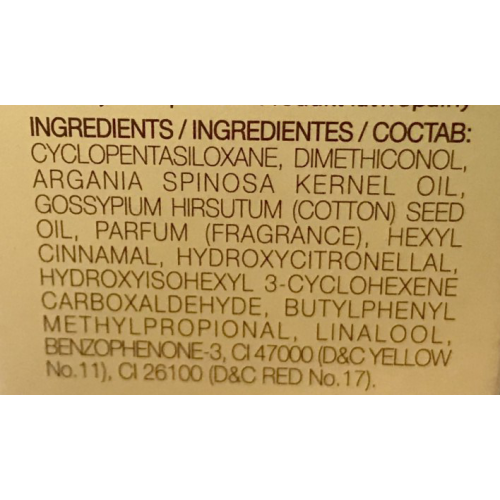 INGREDIENTS / INGREDIENTES / СОСТАВ:
CYCLOPENTASILOXANE, DIMETHICONOL,
ARGANIA SPINOSA KERNEL OIL,
GOSSYPIUM HIRSUTUM (COTTON) SEED
OIL, PARFUM (FRAGRANCE), HEXYL
CINNAMAL, HYDROXYCITRONELLAL,
HYDROXYISOHEXYL 3-CYCLOHEXENE
CARBOXALDEHYDE, BUTYLPHENYL
METHYLPROPIONAL, LINALOOL,
BENZOPHENONE-3, CI 47000 (D&C YELLOW
No.11), CI 26100 (D&C RED No.17).